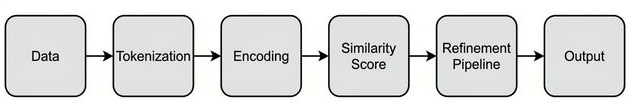 Data
Tokenization
Encoding
Similarity
Score
Refinement
Pipeline
Output